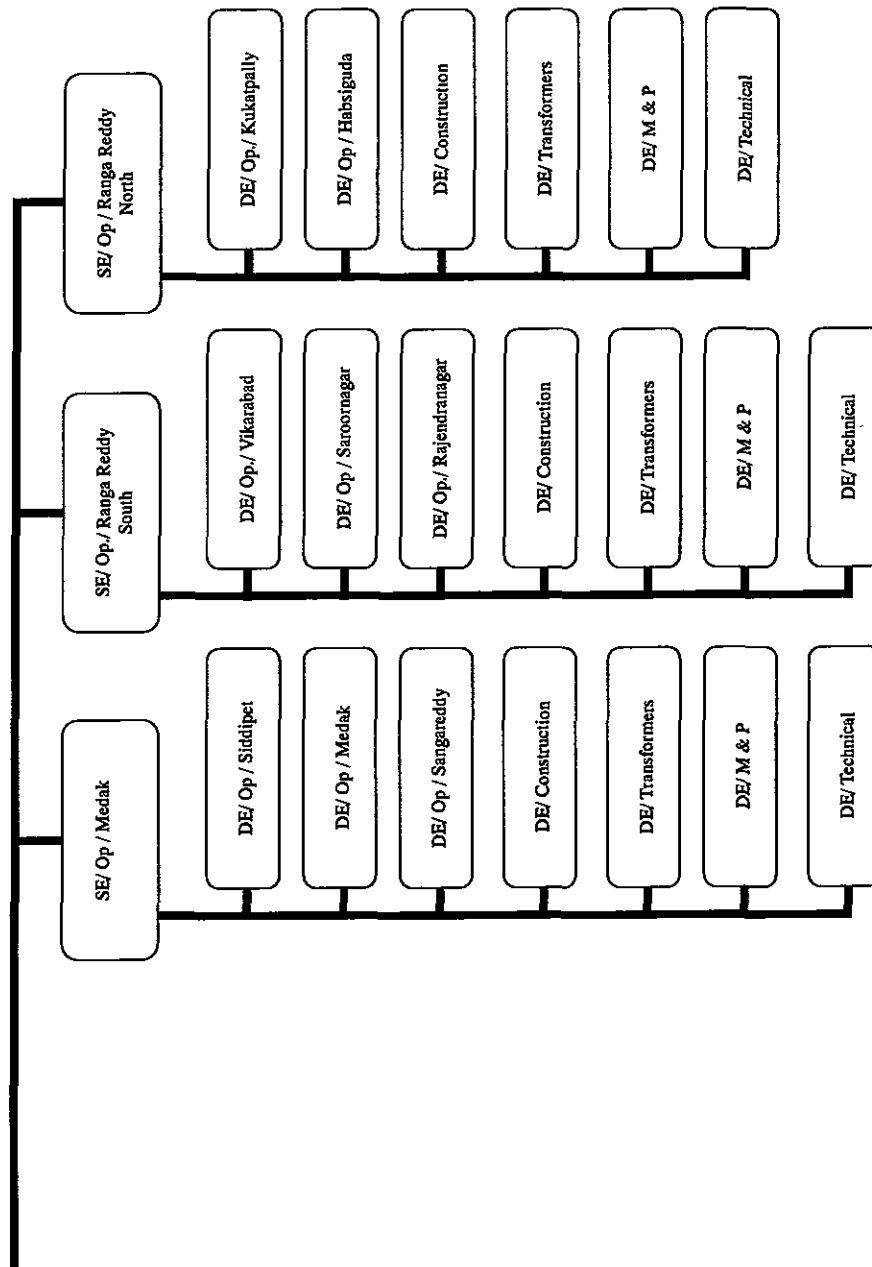 SE/ Op / Medak
DE/ Op / Siddipet
DE/ Op / Medak
DE/ Op / Sangareddy
DE/ Construction
DE/ Transformers
DE/ M & P
DE/ Technical
SE/ Op./ Ranga Reddy
South
DE/ Op./ Vikarabad
DE/ Op / Saroornagar
DE/ Op./ Rajendranagar
DE/ Construction
DE/ Transformers
DE/ M & P
DE/ Technical
SE/ Op / Ranga Reddy
North
DE/ Op./ Kukatpally
DE/ Op / Habsiguda
DE/ Construction
DE/ Transformers
DE/ M & P
DE/ Technical